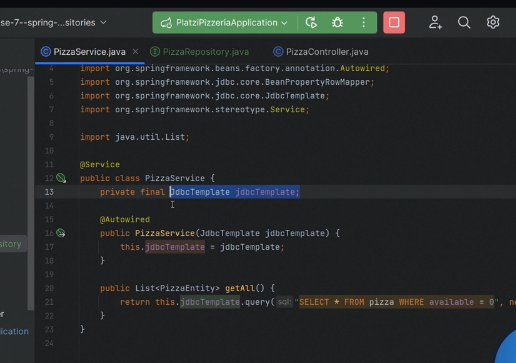 se-7--spring-...sitories
PlatziPizzeriaApplication
PizzaService.java
PizzaRepository.java
PizzaController.java
4 import org.springframework.beans.factory.annotation.Autowired;
5 import org.springframework.jdbc.core.BeanPropertyRowMapper;
6 import org.springframework.jdbc.core.JdbcTemplate;
7 import org.springframework.stereotype.Service;
8
9 import java.util.List;
10
11 @Service
12 public class PizzaService {
13 private final JdbcTemplate jdbcTemplate;
14
15 @Autowired
16 public PizzaService(JdbcTemplate jdbcTemplate) {
17 this.jdbcTemplate = jdbcTemplate;
18 }
19
20 public List<PizzaEntity> getAll() {
21 return this.jdbcTemplate.query( sql: "SELECT * FROM pizza WHERE available = 0", ne
22 }
23 }
24
sitory
r
ication